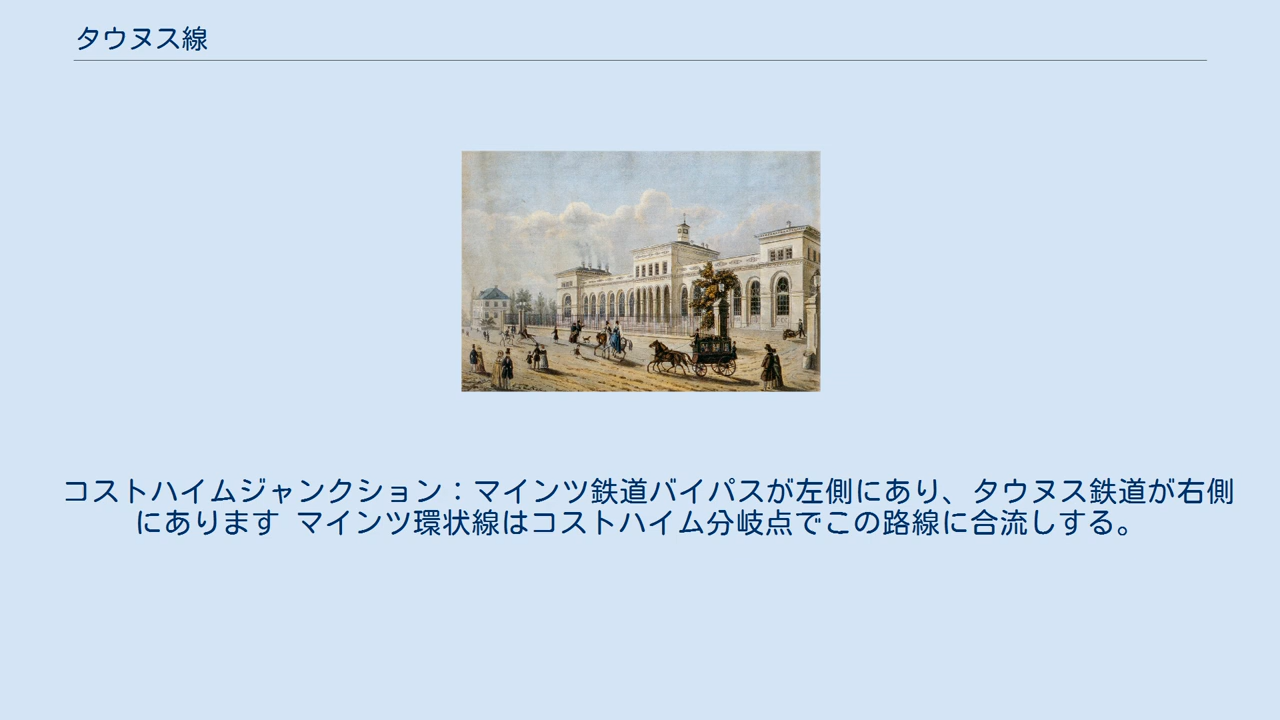 タウヌス線
コストハイムジャンクション：マインツ鉄道バイパスが左側にあり、タウヌス鉄道が右側
にあります マインツ環状線はコストハイム分岐点でこの路線に合流しする。